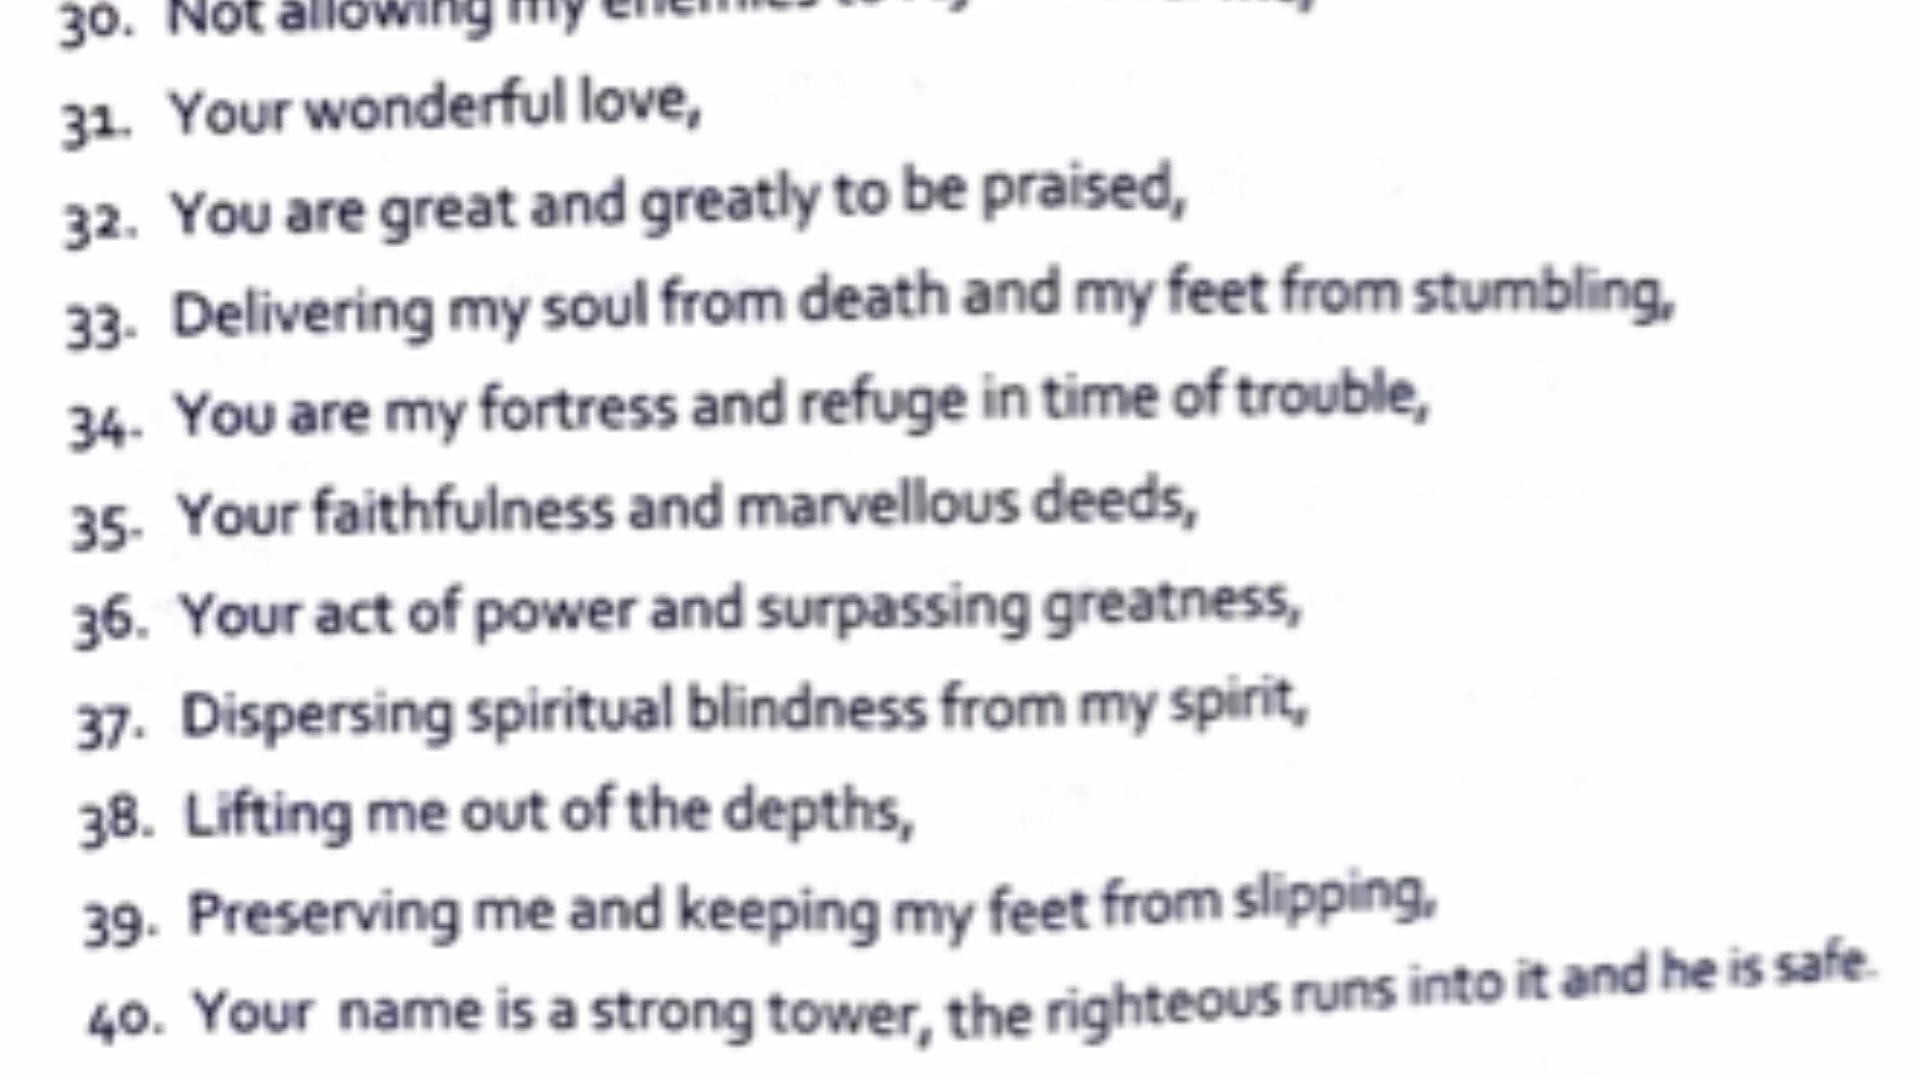 30. Not allowing my enemies to
31. Your wonderful love,
32. You are great and greatly to be praised,
33. Delivering my soul from death and my feet from stumbling,
34. You are my fortress and refuge in time of trouble,
35. Your faithfulness and marvellous deeds,
36. Your act of power and surpassing greatness,
37. Dispersing spiritual blindness from my spirit,
38. Lifting me out of the depths,
39. Preserving me and keeping my feet from slipping,
40. Your name is a strong tower, the righteous runs into it and he is safe.